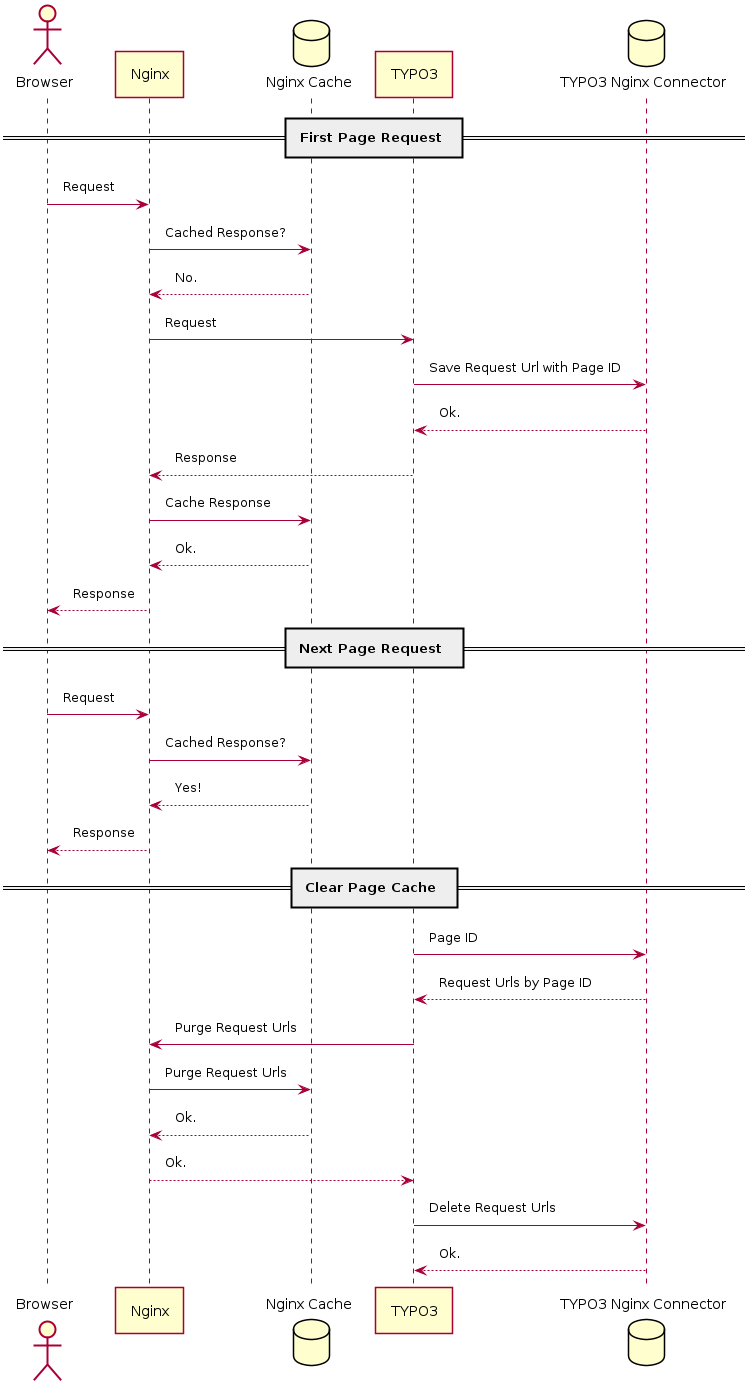 Browser
Nginx
Nginx Cache
TYPO3
TYPO3 Nginx Connector
First Page Request
Request
Cached Response?
No.
Request
Save Request Url with Page ID
Ok.
Response
Cache Response
Ok.
Response
Next Page Request
Request
Cached Response?
Yes!
Response
Clear Page Cache
Page ID
Request Urls by Page ID
Purge Request Urls
Purge Request Urls
Ok.
Ok.
Delete Request Urls
Ok.
Browser
Nginx
Nginx Cache
TYPO3
TYPO3 Nginx Connector